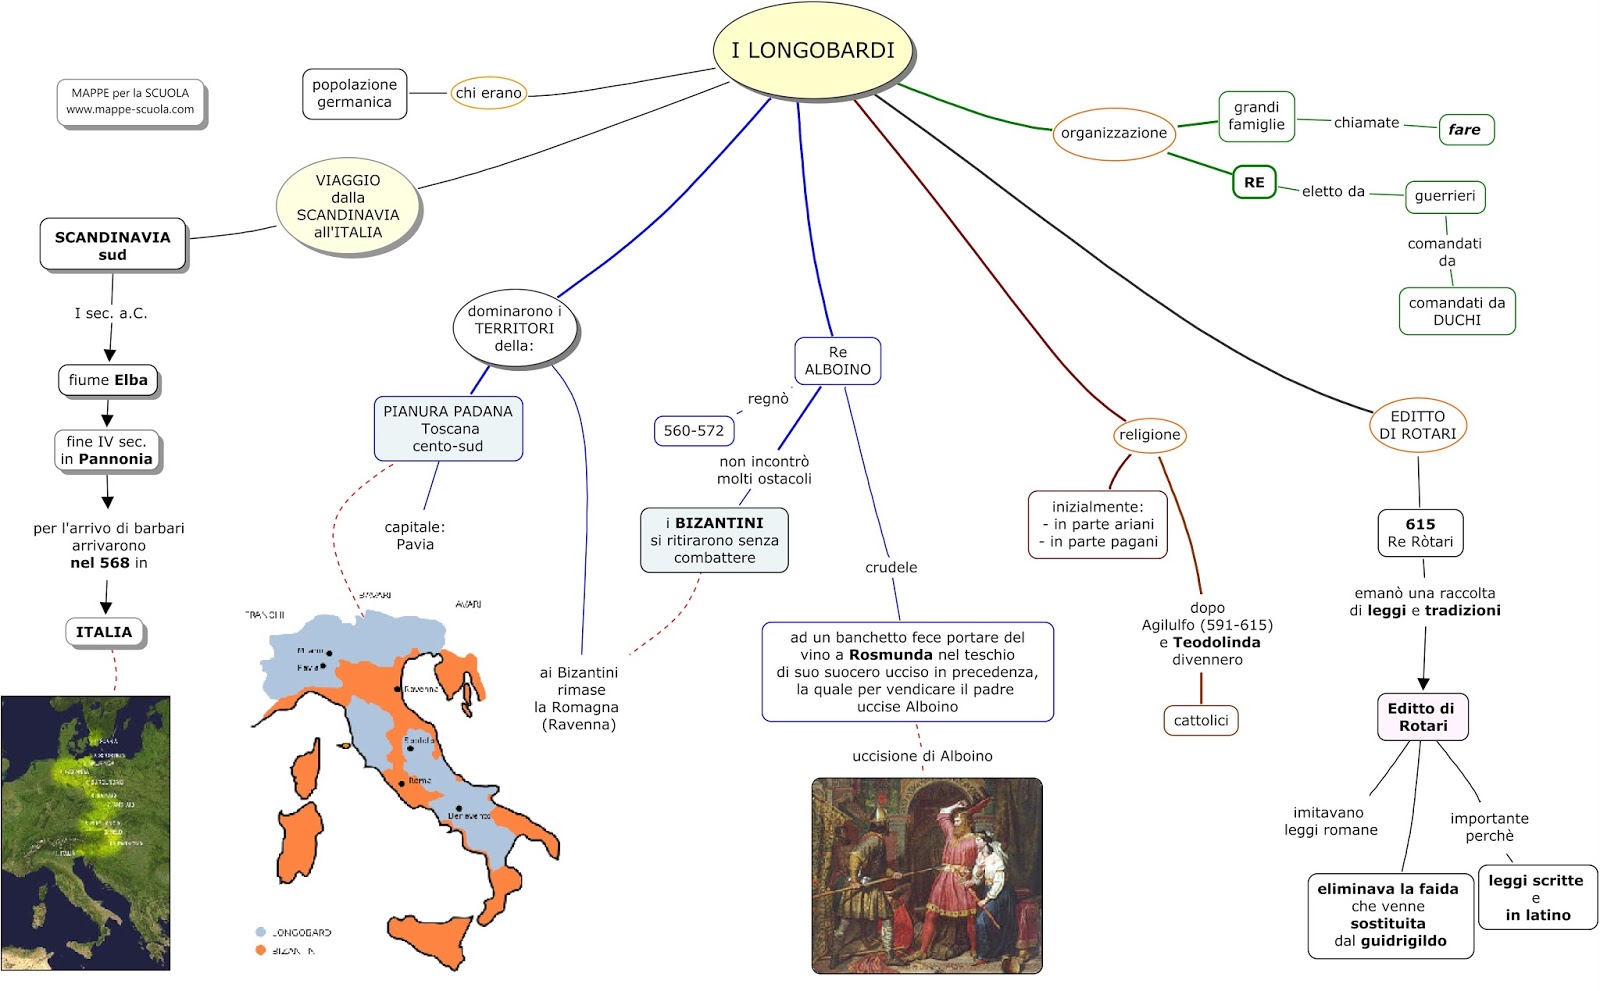 I LONGOBARDI
MAPPE per la SCUOLA
www.mappe-scuola.com
popolazione
germanica
chi erano
VIAGGIO
dalla
SCANDINAVIA
all'ITALIA
SCANDINAVIA
sud
I sec. a.C.
fiume Elba
fine IV sec.
in Pannonia
per l'arrivo di barbari
arrivarono
nel 568 in
ITALIA
dominarono i
TERRITORI
della:
PIANURA PADANA
Toscana
cento-sud
capitale:
Pavia
BAVARI
AVARI
Ravenna
Roma
Benevento
LONGOBARDI
ai Bizantini
rimase
la Romagna
(Ravenna)
Re
ALBOINO
regnò
560-572
non incontrò
molti ostacoli
i BIZANTINI
si ritirarono senza
combattere
crudele
ad un banchetto fece portare del
vino a Rosmunda nel teschio
di suo suocero ucciso in precedenza,
la quale per vendicare il padre
uccise Alboino
uccisione di Alboino
religione
inizialmente:
- in parte ariani
- in parte pagani
dopo
Agilulfo (591-615)
e Teodolinda
divennero
cattolici
organizzazione
grandi
famiglie
chiamate
fare
RE
eletto da
guerrieri
comandati
da
comandati da
DUCHI
EDITTO
DI ROTARI
615
Re Ròtari
emanò una raccolta
di leggi e tradizioni
Editto di
Rotari
imitavano
leggi romane
eliminava la faida
che venne
sostituita
dal guidrigildo
importante
perchè
leggi scritte
e
in latino